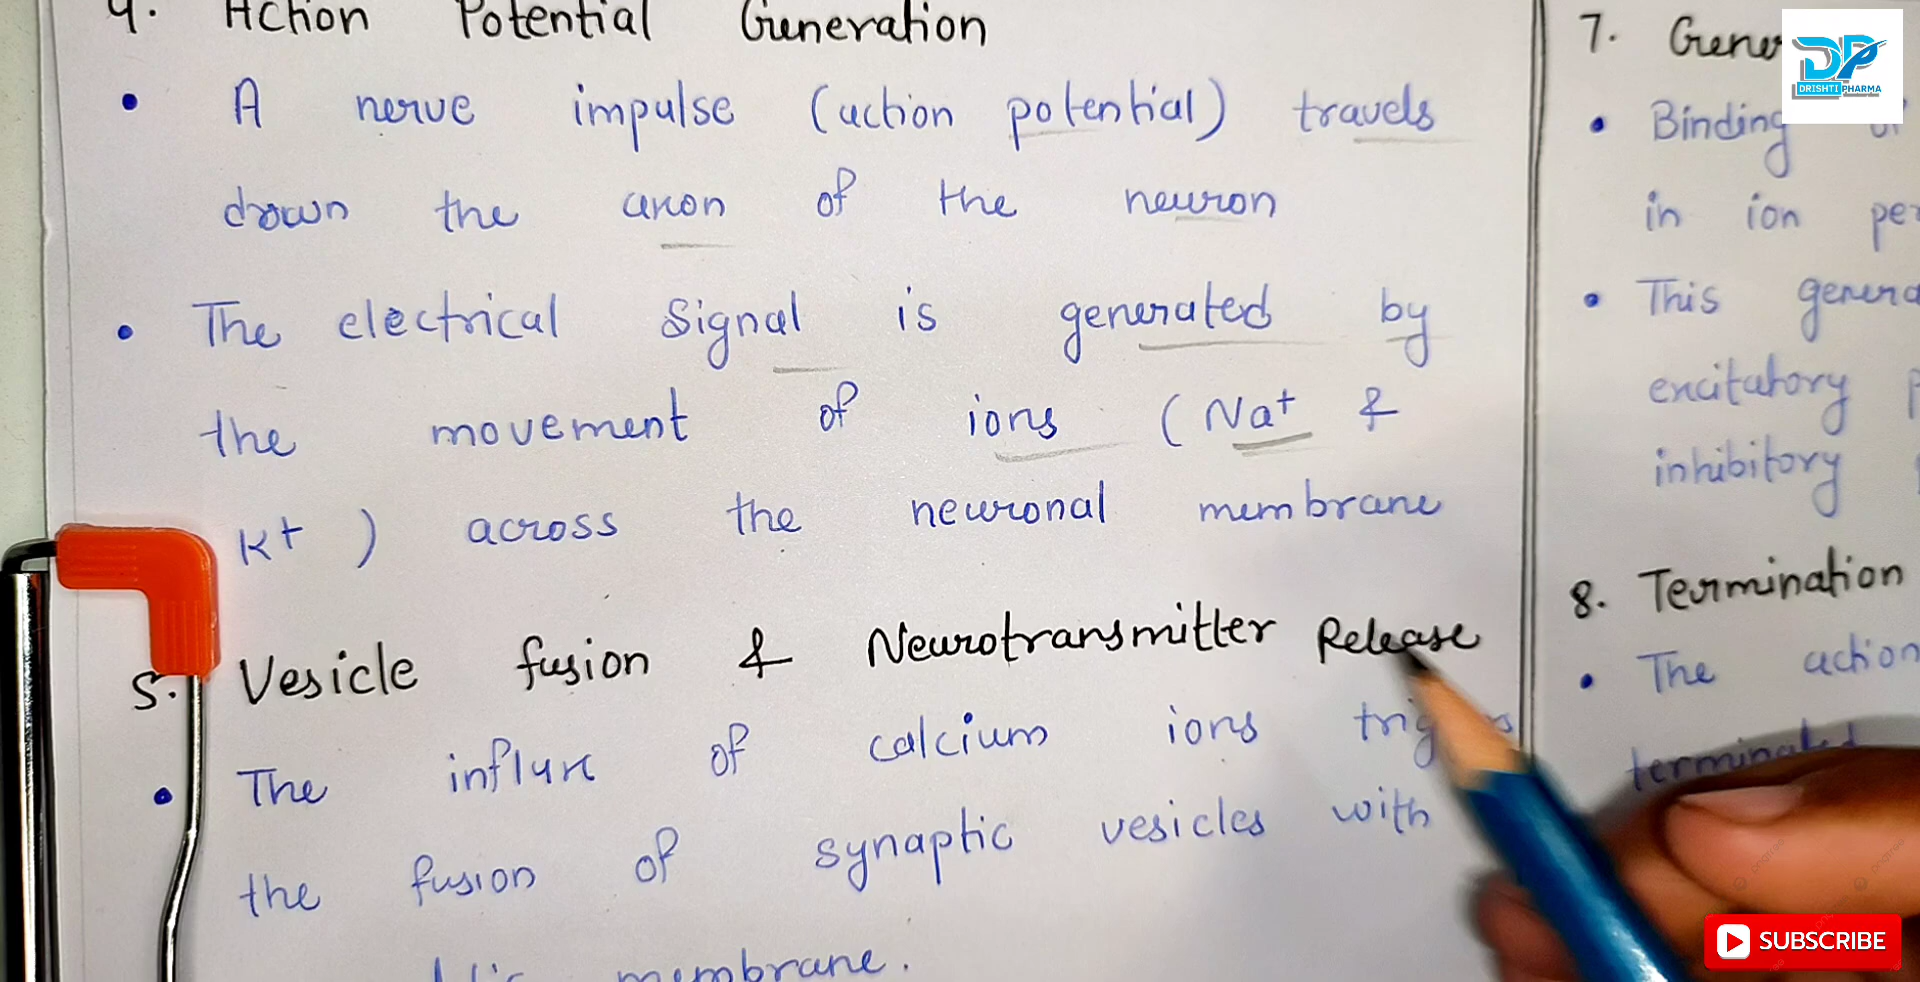 4. Action Potential Generation
• A nerve impulse (action potential) travels
down the axon of the neuron
• The electrical signal is generated by
the movement of ions (Na+ &
K+) across the neuronal membrane
5. Vesicle fusion & Neurotransmitter Release
• The influx of calcium ions
the fusion of synaptic vesicles with
membrane.
7.
• Binding of
in ion
• This
excitatory
inhibitory
8. Termination
• The action
terminated
DP
DRISHTI PHARMA
SUBSCRIBE